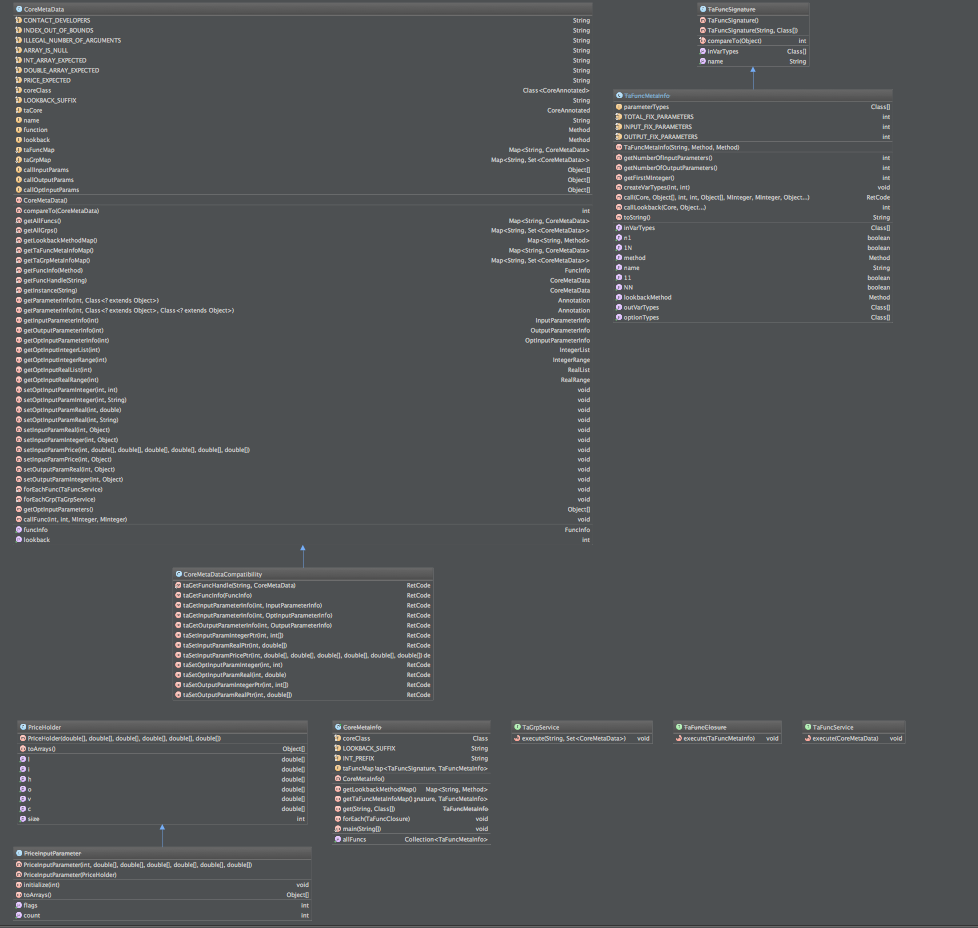 CoreMetaData
CONTACT_DEVELOPERS String
INDEX_OUT_OF_BOUNDS String
ILLEGAL_NUMBER_OF_ARGUMENTS String
ARRAY_IS_NULL String
INT_ARRAY_EXPECTED String
DOUBLE_ARRAY_EXPECTED String
PRICE_EXPECTED String
coreClass Class<CoreAnnotated>
LOOKBACK_SUFFIX String
taCore CoreAnnotated
name String
function Method
lookback Method
taFuncMap Map<String, CoreMetaData>
taGrpMap Map<String, Set<CoreMetaData>>
callInputParams Object[]
callOutputParams Object[]
callOptInputParams Object[]
CoreMetaData()
compareTo(CoreMetaData) int
getAllFuncs() Map<String, CoreMetaData>
getAllGrps() Map<String, Set<CoreMetaData>>
getLookbackMethodMap() Map<String, Method>
getTaFuncMetaInfoMap() Map<String, CoreMetaData>
getTaGrpMetaInfoMap() Map<String, Set<CoreMetaData>>
getFuncInfo(Method) FuncInfo
getFuncHandle(String) CoreMetaData
getInstance(String) CoreMetaData
getParameterInfo(int, Class<? extends Object>) Annotation
getParameterInfo(int, Class<? extends Object>, Class<? extends Object>) Annotation
getInputParameterInfo(int) InputParameterInfo
getOutputParameterInfo(int) OutputParameterInfo
getOptInputParameterInfo(int) OptInputParameterInfo
getOptInputIntegerList(int) IntegerList
getOptInputIntegerRange(int) IntegerRange
getOptInputRealList(int) RealList
getOptInputRealRange(int) RealRange
setOptInputParamInteger(int, int) void
setOptInputParamInteger(int, String) void
setOptInputParamReal(int, double) void
setOptInputParamReal(int, String) void
setInputParamReal(int, Object) void
setInputParamInteger(int, Object) void
setInputParamPrice(int, double[], double[], double[], double[], double[], double[]) void
setInputParamPrice(int, Object) void
setOutputParamReal(int, Object) void
setOutputParamInteger(int, Object) void
forEachFunc(TaFuncService) void
forEachGrp(TaGrpService) void
getOptInputParameters() Object[]
callFunc(int, int, MInteger, MInteger) void
funcInfo FuncInfo
lookback int
TaFuncSignature
TaFuncSignature()
TaFuncSignature(String, Class[])
compareTo(Object) int
inVarTypes Class[]
name String
TaFuncMetaInfo
parameterTypes Class[]
TOTAL_FIX_PARAMETERS int
INPUT_FIX_PARAMETERS int
OUTPUT_FIX_PARAMETERS int
TaFuncMetaInfo(String, Method, Method)
getNumberOfInputParameters() int
getNumberOfOutputParameters() int
getFirstMInteger() int
createVarTypes(int, int) void
call(Core, Object[], int, int, Object[], MInteger, MInteger, Object...) RetCode
callLookback(Core, Object...) int
toString() String
inVarTypes Class[]
n1 boolean
1N boolean
method Method
name String
11 boolean
NN boolean
lookbackMethod Method
outVarTypes Class[]
optionTypes Class[]
CoreMetaDataCompatibility
taGetFuncHandle(String, CoreMetaData) RetCode
taGetFuncInfo(FuncInfo) RetCode
taGetInputParameterInfo(int, InputParameterInfo) RetCode
taGetInputParameterInfo(int, OptInputParameterInfo) RetCode
taGetOutputParameterInfo(int, OutputParameterInfo) RetCode
taSetInputParamIntegerPtr(int, int[]) RetCode
taSetInputParamRealPtr(int, double[]) RetCode
taSetInputParamPricePtr(int, double[], double[], double[], double[], double[], double[]) de
taSetOptInputParamInteger(int, int) RetCode
taSetOptInputParamReal(int, double) RetCode
taSetOutputParamIntegerPtr(int, int[]) RetCode
taSetOutputParamRealPtr(int, double[]) RetCode
PriceHolder
PriceHolder(double[], double[], double[], double[], double[], double[])
toArrays() Object[]
l double[]
i double[]
h double[]
o double[]
v double[]
c double[]
size int
PriceInputParameter
PriceInputParameter(int, double[], double[], double[], double[], double[], double[])
PriceInputParameter(PriceHolder)
initialize(int) void
toArrays() Object[]
flags int
count int
CoreMetaInfo
coreClass Class
LOOKBACK_SUFFIX String
INT_PREFIX String
taFuncMap lap<TaFuncSignature, TaFuncMetaInfo>
CoreMetaInfo()
getLookbackMethodMap() Map<String, Method>
getTaFuncMetaInfoMap() gnature, TaFuncMetaInfo>
get(String, Class[]) TaFuncMetaInfo
forEach(TaFuncClosure) void
main(String[]) void
allFuncs Collection<TaFuncMetaInfo>
TaGrpService
execute(String, Set<CoreMetaData>) void
TaFuncClosure
execute(TaFuncMetaInfo) void
TaFuncService
execute(CoreMetaData) void